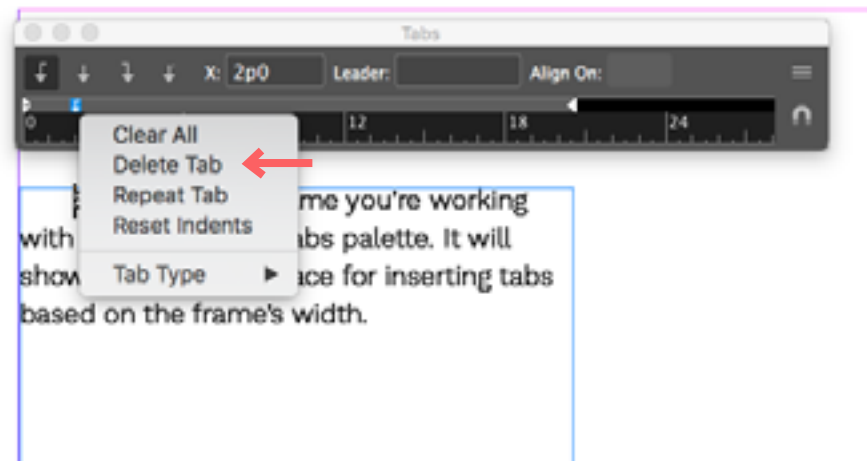 Tabs
X: 2p0 Leader: Align On:
0 12 18 24
Clear All
Delete Tab
Repeat Tab
Reset Indents
Tab Type
me you're working
with abs palette. It will
show ace for inserting tabs
based on the frame's width.